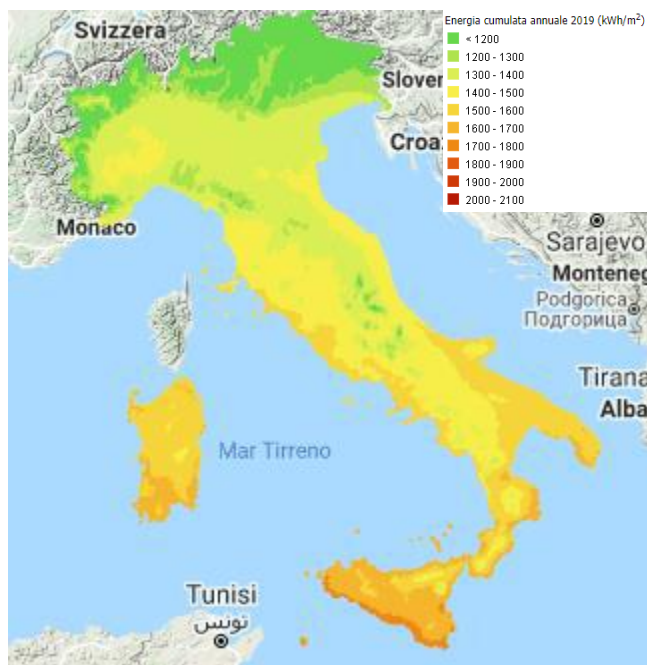 Energia cumulata annuale 2019 (kWh/m²)
< 1200
1200 - 1300
1300 - 1400
1400 - 1500
1500 - 1600
1600 - 1700
1700 - 1800
1800 - 1900
1900 - 2000
2000 - 2100
Svizzera
Sloven
Croaz
Monaco
Sarajevo
Monteneg
Podgorica
Подгорица
Tirana
Alba
Mar Tirreno
Tunisi
تونس